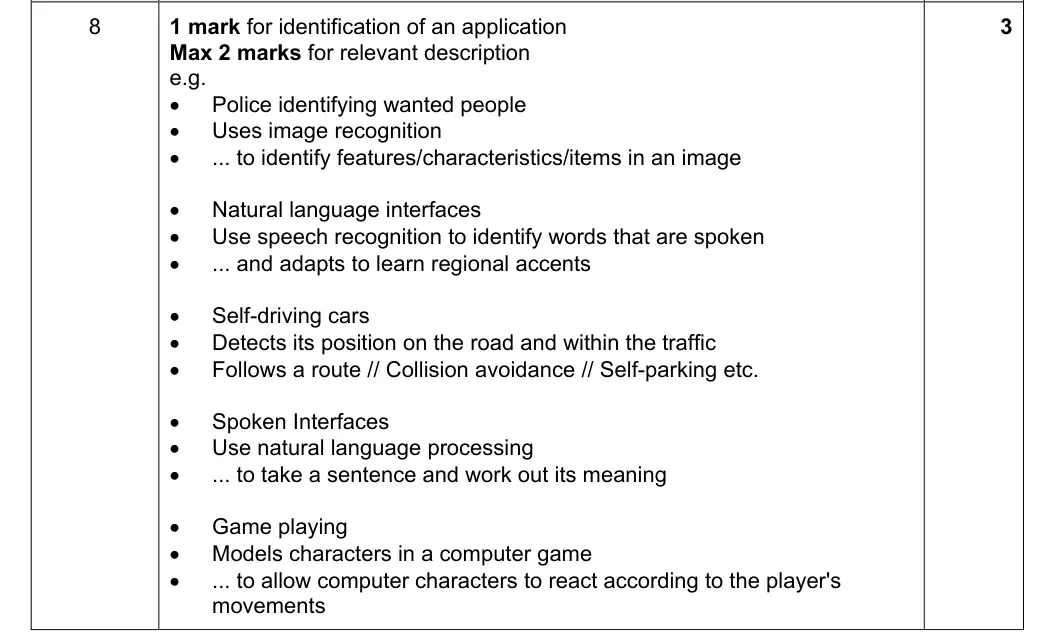 8
1 mark for identification of an application
3
Max 2 marks for relevant description
e.g.
• Police identifying wanted people
• Uses image recognition
• ... to identify features/characteristics/items in an image
• Natural language interfaces
• Use speech recognition to identify words that are spoken
• ... and adapts to learn regional accents
• Self-driving cars
• Detects its position on the road and within the traffic
• Follows a route // Collision avoidance // Self-parking etc.
• Spoken Interfaces
• Use natural language processing
• ... to take a sentence and work out its meaning
• Game playing
• Models characters in a computer game
• ... to allow computer characters to react according to the player's
movements